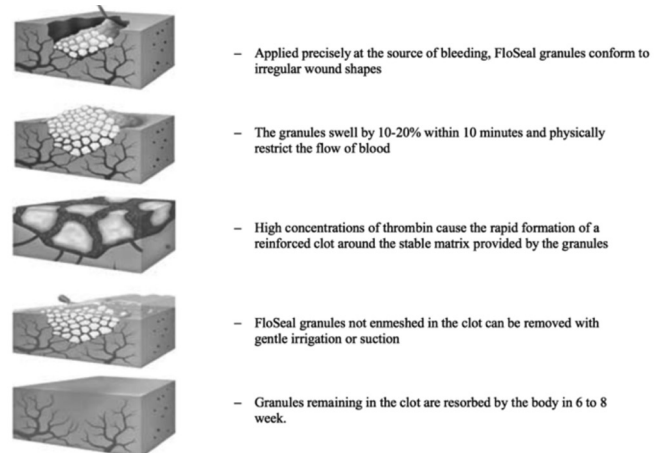 – Applied precisely at the source of bleeding, FloSeal granules conform to
irregular wound shapes
– The granules swell by 10-20% within 10 minutes and physically
restrict the flow of blood
– High concentrations of thrombin cause the rapid formation of a
reinforced clot around the stable matrix provided by the granules
– FloSeal granules not enmeshed in the clot can be removed with
gentle irrigation or suction
– Granules remaining in the clot are resorbed by the body in 6 to 8
week.